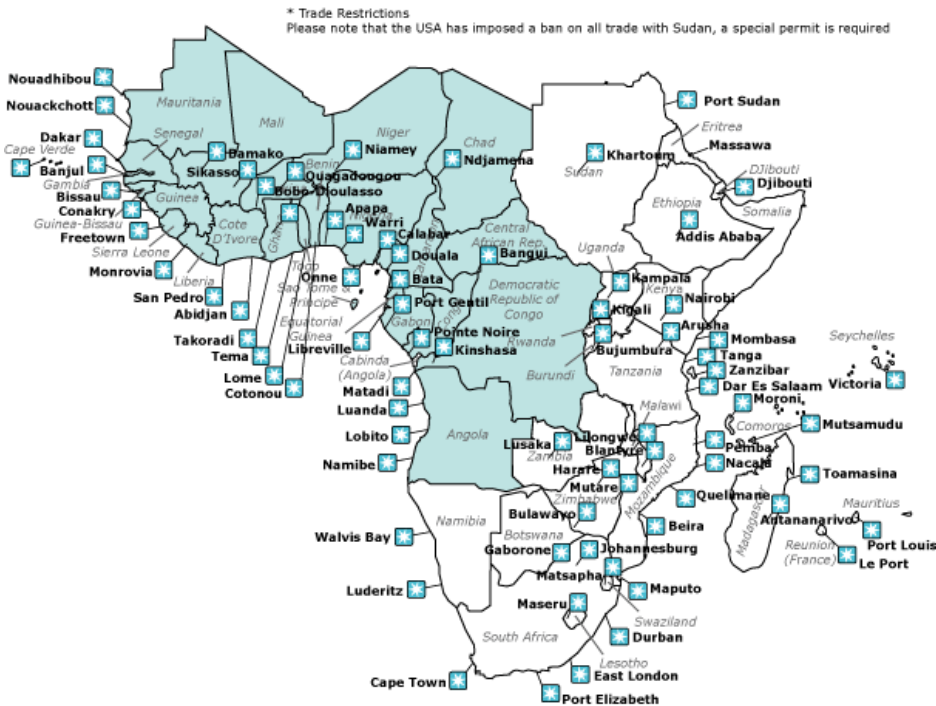 * Trade Restrictions
Please note that the USA has imposed a ban on all trade with Sudan, a special permit is required
Nouadhibou
Nouackchott
Mauritania
Port Sudan
Mali
Niger
Chad
Eritrea
Massawa
Dakar
Senegal
Cape Verde
Bamako
Niamey
Ndjamena
Khartoum
Sudan
Banjul
Gambia
Sikasso
Benin
Ouagadougou
DJibouti
Djibouti
Bissau
Guinea
Bobo-Dioulasso
Ethiopia
Somalia
Conakry
Guinea-Bissau
Cote
D'Ivore
Ghana
Apapa
Warri
Calabar
Central
African Rep.
Addis Ababa
Freetown
Sierra Leone
Douala
Bangui
Uganda
Monrovia
Liberia
Togo
Onne
Bata
Kampala
Kenya
San Pedro
Sao Tome &
Principe
Port Gentil
Congo
Democratic
Republic of
Congo
Kigali
Nairobi
Abidjan
Equatorial
Guinea
Gabon
Pointe Noire
Arusha
Takoradi
Libreville
Kinshasa
Rwanda
Bujumbura
Mombasa
Seychelles
Tema
Cabinda
(Angola)
Burundi
Tanzania
Tanga
Zanzibar
Lome
Matadi
Dar Es Salaam
Victoria
Cotonou
Luanda
Malawi
Moroni
Comoros
Mutsamudu
Lobito
Angola
Lusaka
Lilongwe
Zambia
Blantyre
Pemba
Namibe
Harare
Nacala
Toamasina
Mutare
Mozambique
Quelimane
Madagascar
Zimbabwe
Bulawayo
Antananarivo
Mauritius
Namibia
Beira
Walvis Bay
Botswana
Gaborone
Johannesburg
Reunion
(France)
Port Louis
Le Port
Matsapha
Luderitz
Maseru
Maputo
Swaziland
South Africa
Durban
Lesotho
Cape Town
East London
Port Elizabeth